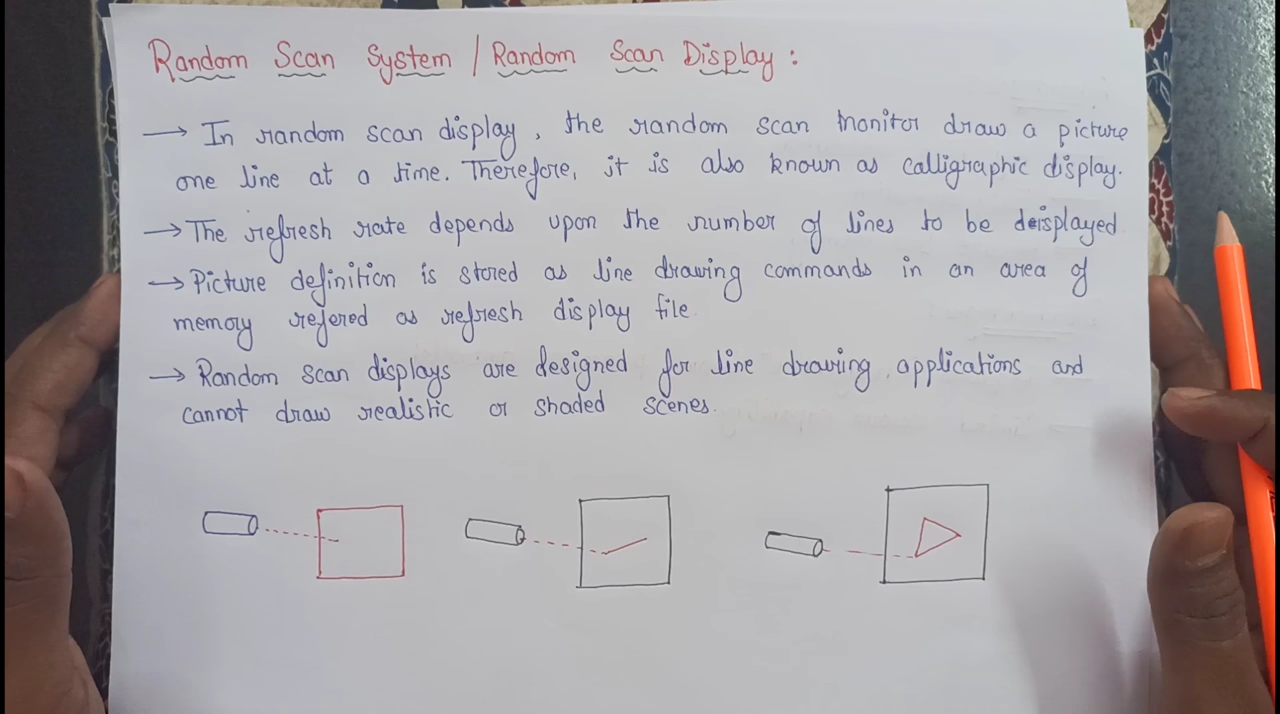 Random Scan System / Random Scan Display :
→ In random scan display, the random scan monitor draw a picture
one line at a time. Therefore, it is also known as calligraphic display.
→ The refresh rate depends upon the number of lines to be deisplayed
→ Picture definition is stored as line drawing commands in an area of
memory refered as refresh display file.
→ Random scan displays are designed for line drawing applications and
cannot draw realistic or shaded scenes.